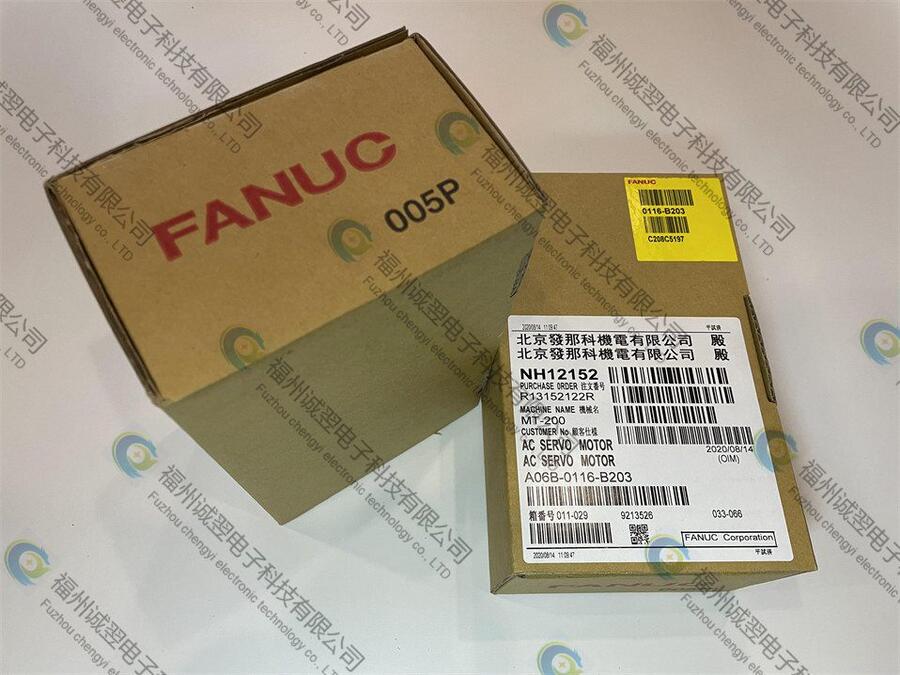 FANUC
005P
FANUC
0116-B203
C208C5197
2020/08/14 11:09:47
北京發那科機電有限公司 殿
北京發那科機電有限公司 殿
NH12152
PURCHASE ORDER 注文番号
R13152122R
MACHINE NAME 機械名
MT-200
CUSTOMER No. 顧客仕様
AC SERVO MOTOR
2020/08/14
AC SERVO MOTOR
(OIM)
A06B-0116-B203
箱番号 011-029 9213526 033-066
FANUC Corporation
2020/08/14 11:09:47
FANUC
福州诚翌电子科技有限公司
Fuzhou chengyi electronic technology co., LTD